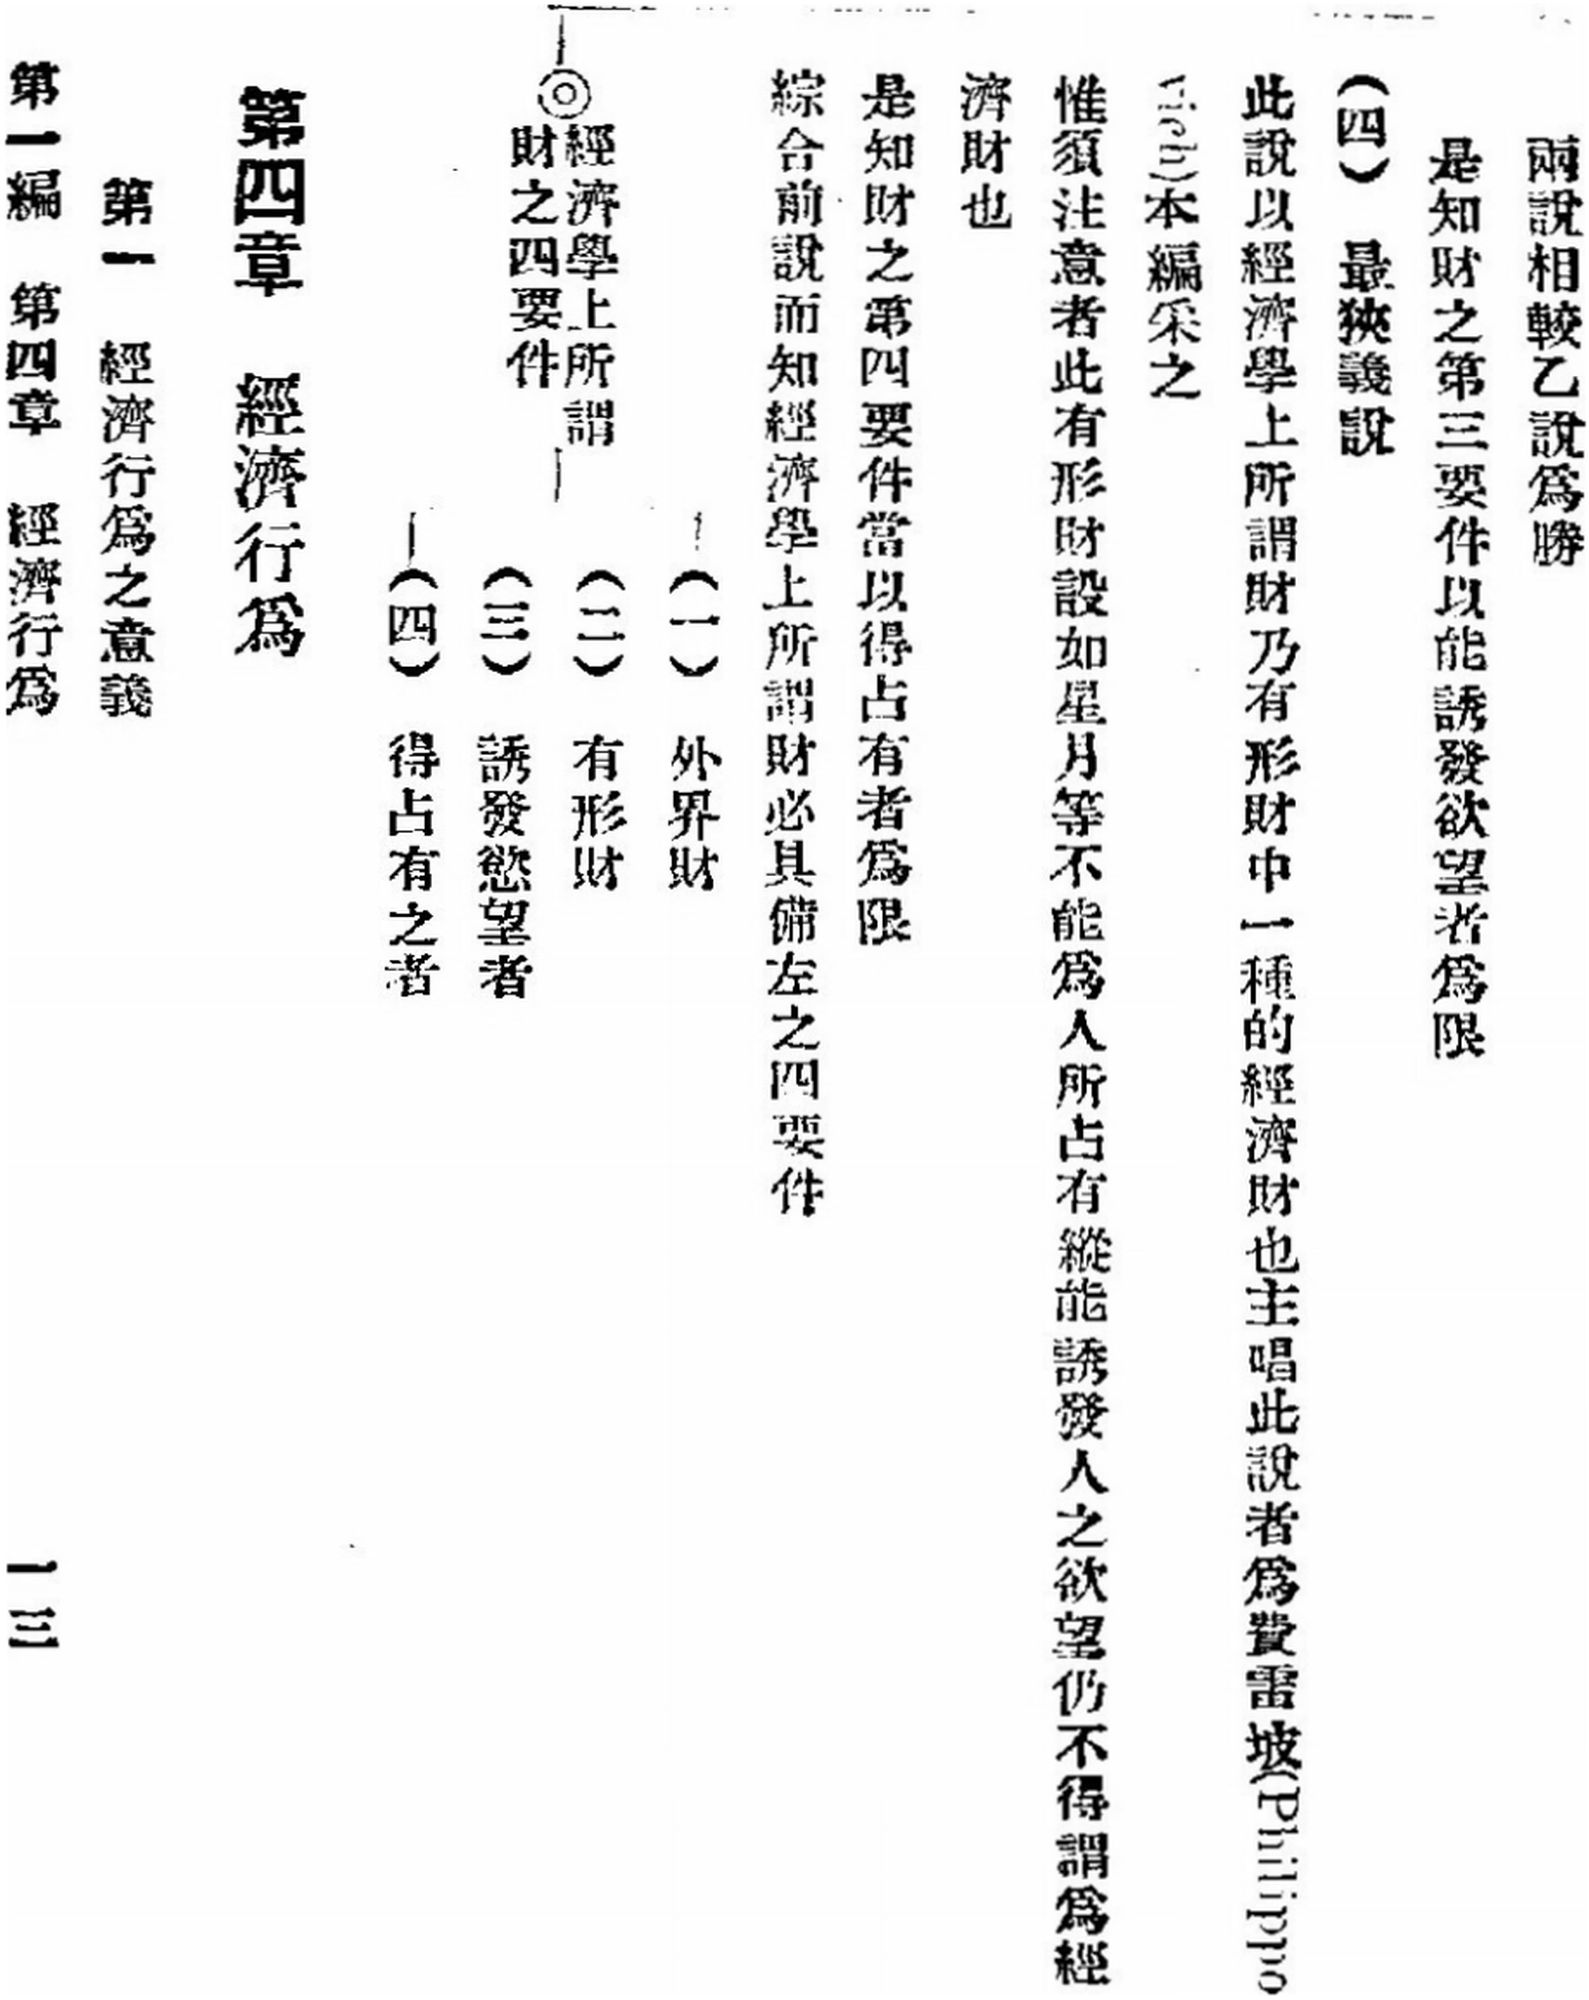 兩說相較乙說爲勝
是知財之第三要件以能誘發欲望者爲限
（四）　最狹義說
此說以經濟學上所謂財乃有形財中一種的經濟財也主唱此說者爲費雷坡(Philippo
vich)本編采之
惟須注意者此有形財設如星月等不能爲人所占有縱能誘發人之欲望仍不得謂爲經
濟財也
是知財之第四要件當以得占有者爲限
綜合前說而知經濟學上所謂財必具備左之四要件
◎經濟學上所謂
財之四要件
（一）　外界財
（二）　有形財
（三）　誘發慾望者
（四）　得占有之者
第四章　經濟行爲
第一　經濟行爲之意義
第一編　第四章　經濟行爲
一三